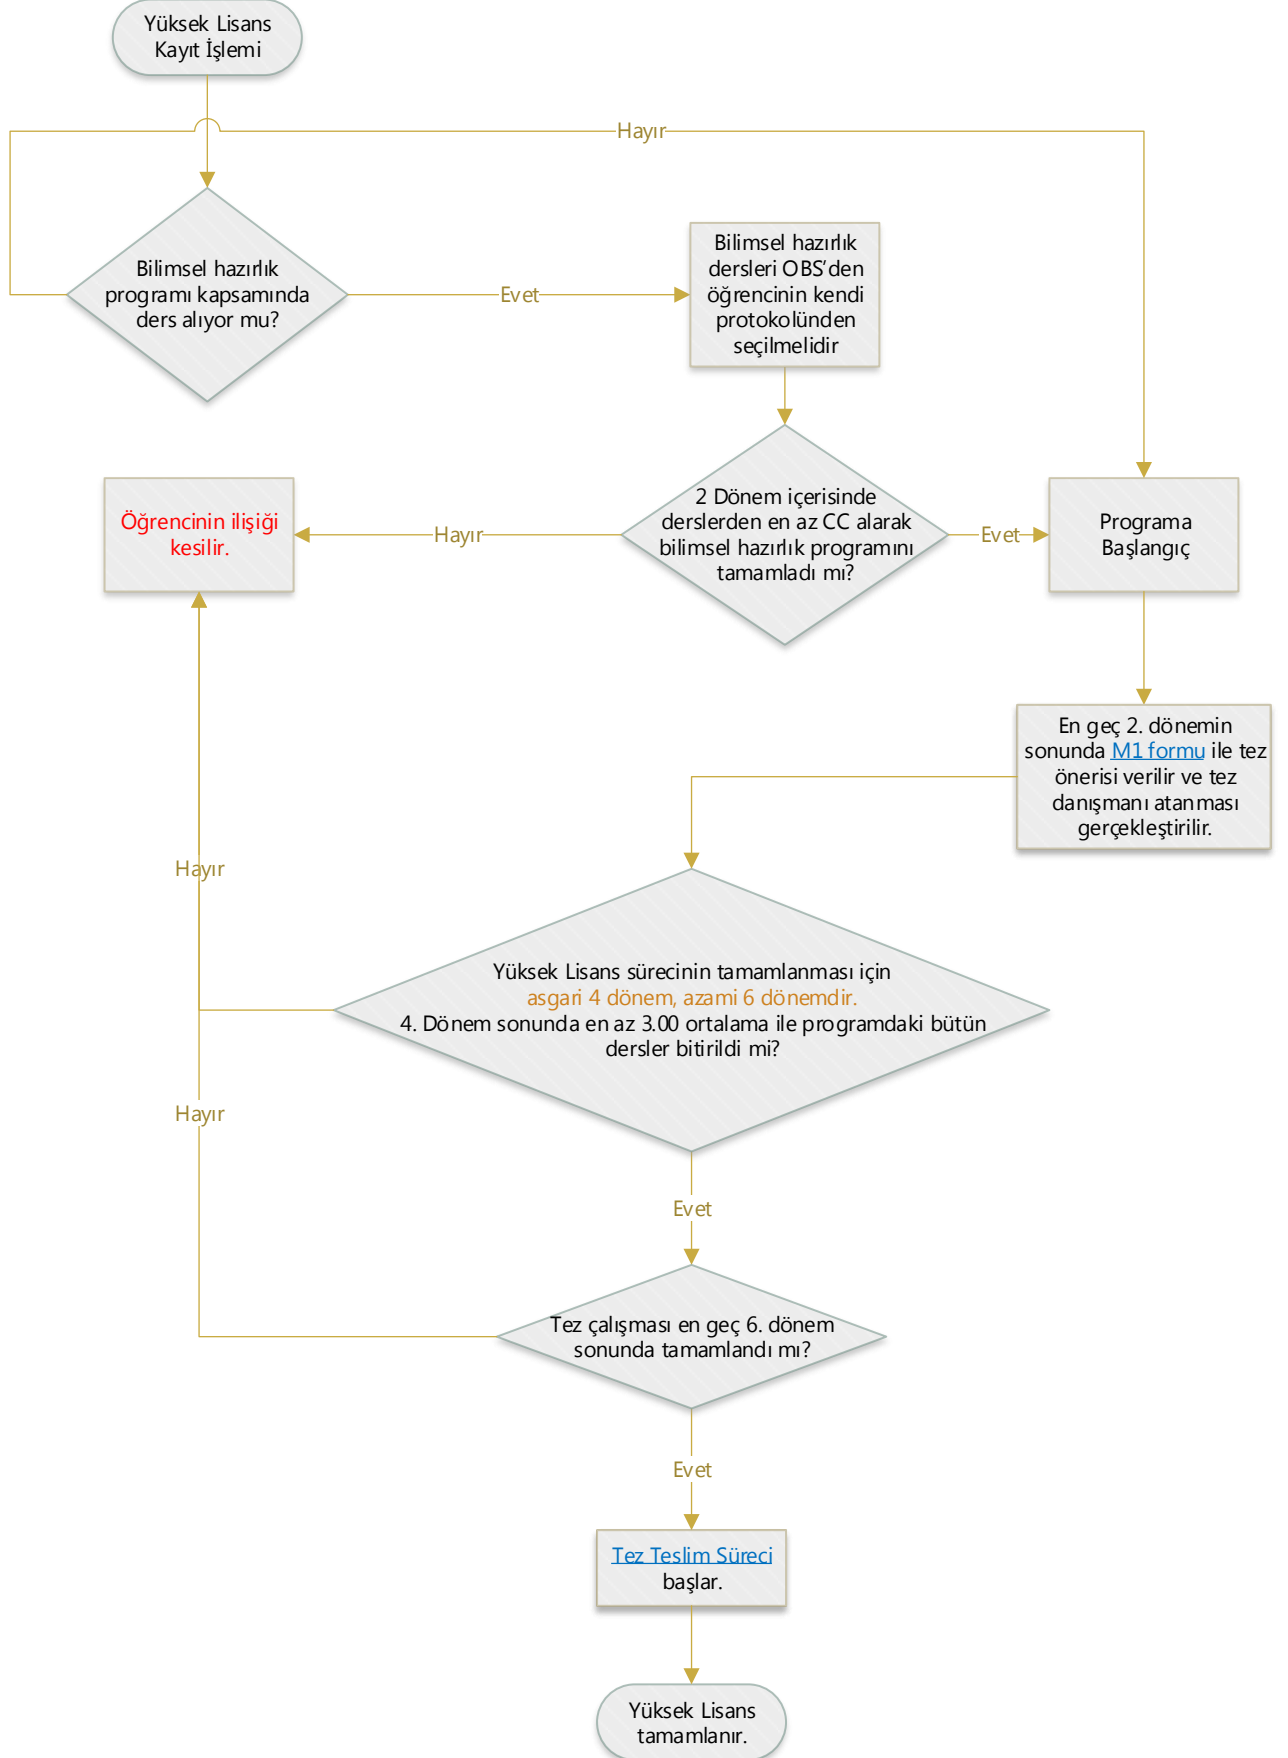 Yüksek Lisans
Kayıt İşlemi
Hayır
Bilimsel hazırlık
programı kapsamında
ders alıyor mu?
Evet
Bilimsel hazırlık
dersleri OBS'den
öğrencinin kendi
protokolünden
seçilmelidir
Öğrencinin ilişiği
kesilir.
Hayır
2 Dönem içerisinde
derslerden en az CC alarak
bilimsel hazırlık programını
tamamladı mı?
Evet
Programa
Başlangıç
En geç 2. dönemin
sonunda M1 formu ile tez
önerisi verilir ve tez
danışmanı atanması
gerçekleştirilir.
Hayır
Yüksek Lisans sürecinin tamamlanması için
asgari 4 dönem, azami 6 dönemdir.
4. Dönem sonunda en az 3.00 ortalama ile programdaki bütün
dersler bitirildi mi?
Hayır
Evet
Tez çalışması en geç 6. dönem
sonunda tamamlandı mı?
Evet
Tez Teslim Süreci
başlar.
Yüksek Lisans
tamamlanır.